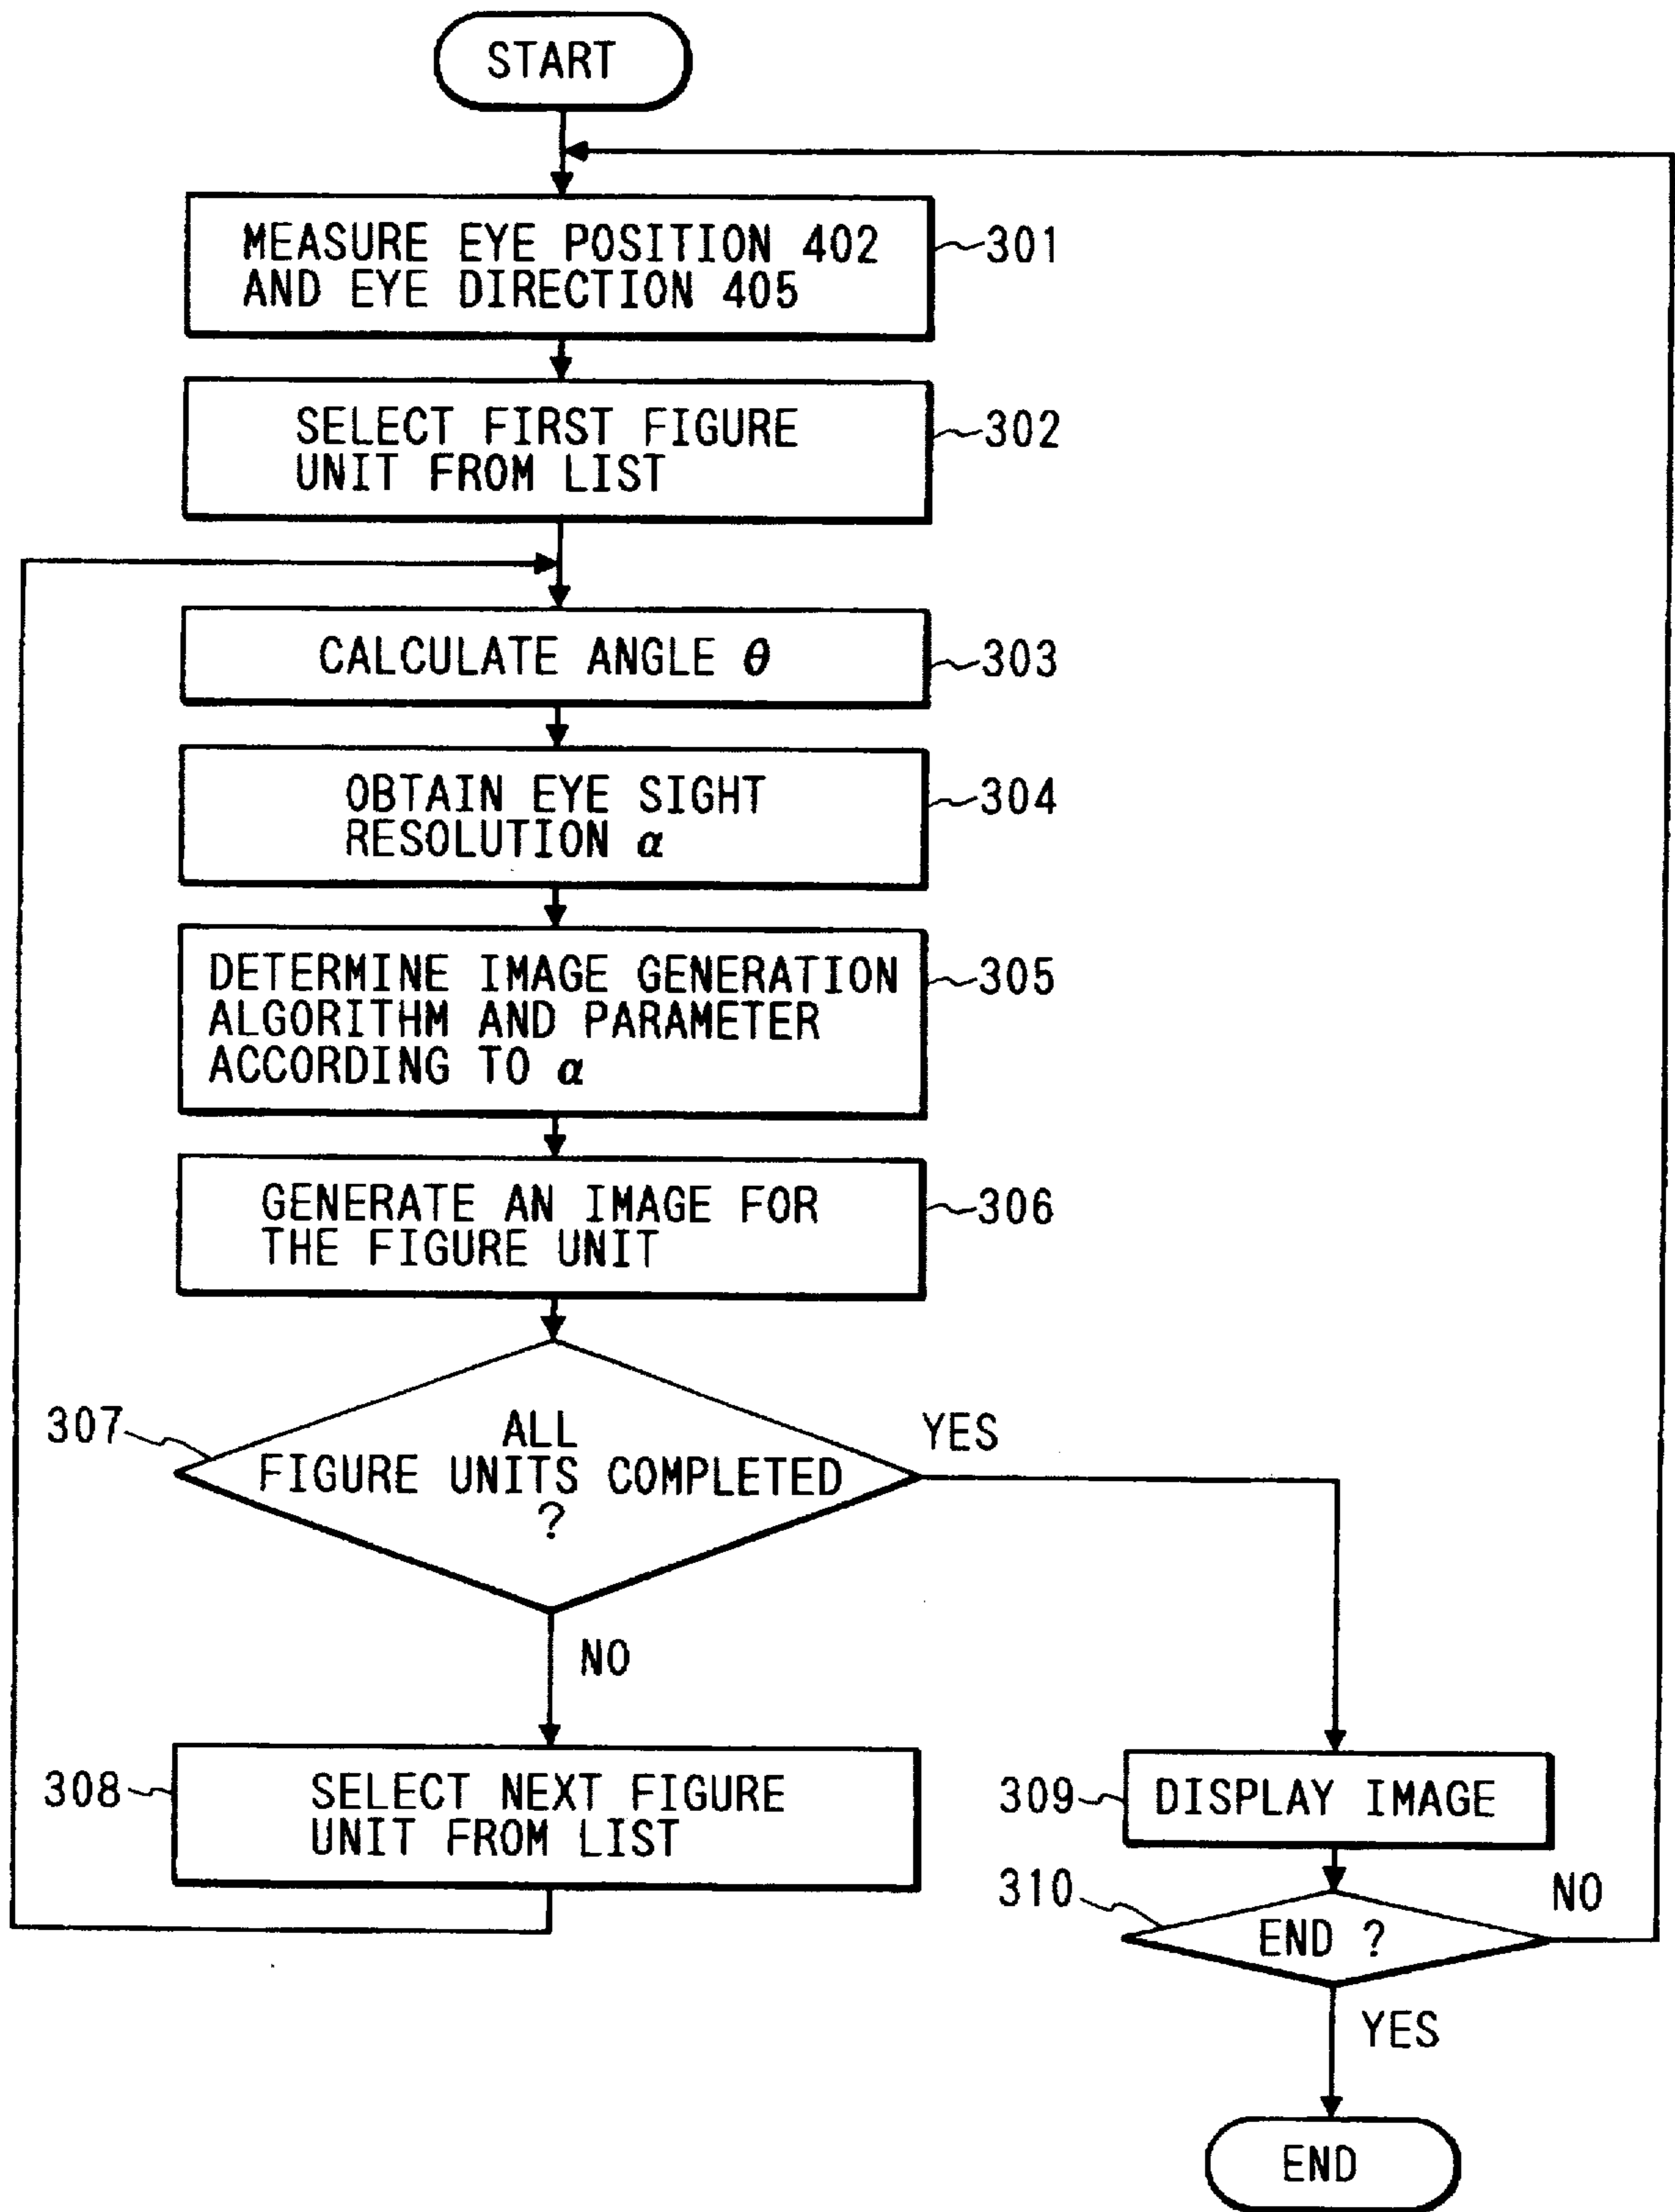 START
MEASURE EYE POSITION 402
AND EYE DIRECTION 405
301
SELECT FIRST FIGURE
UNIT FROM LIST
302
CALCULATE ANGLE θ
303
OBTAIN EYE SIGHT
RESOLUTION α
304
DETERMINE IMAGE GENERATION
ALGORITHM AND PARAMETER
ACCORDING TO α
305
GENERATE AN IMAGE FOR
THE FIGURE UNIT
306
307
ALL
FIGURE UNITS COMPLETED
?
YES
NO
308
SELECT NEXT FIGURE
UNIT FROM LIST
309
DISPLAY IMAGE
310
END ?
NO
YES
END